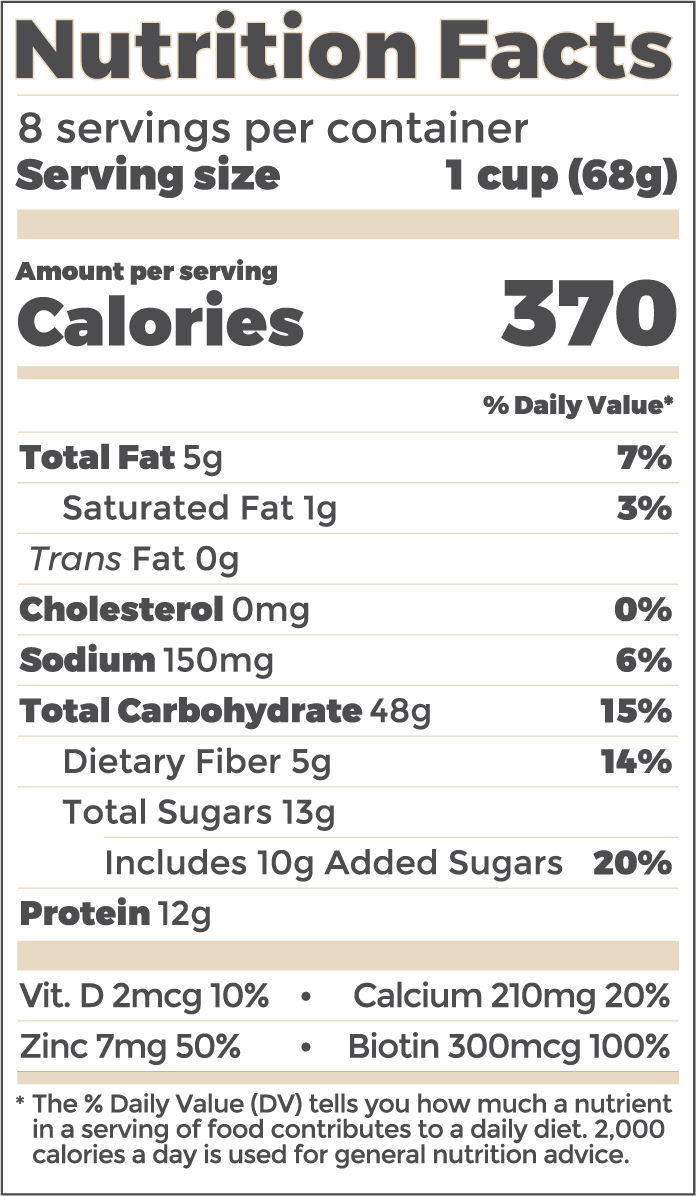 Nutrition Facts
8 servings per container
Serving size 1 cup (68g)
Amount per serving
Calories 370
% Daily Value*
Total Fat 5g 7%
Saturated Fat 1g 3%
Trans Fat 0g
Cholesterol 0mg 0%
Sodium 150mg 6%
Total Carbohydrate 48g 15%
Dietary Fiber 5g 14%
Total Sugars 13g
Includes 10g Added Sugars 20%
Protein 12g
Vit. D 2mcg 10% • Calcium 210mg 20%
Zinc 7mg 50% • Biotin 300mcg 100%
* The % Daily Value (DV) tells you how much a nutrient
in a serving of food contributes to a daily diet. 2,000
calories a day is used for general nutrition advice.